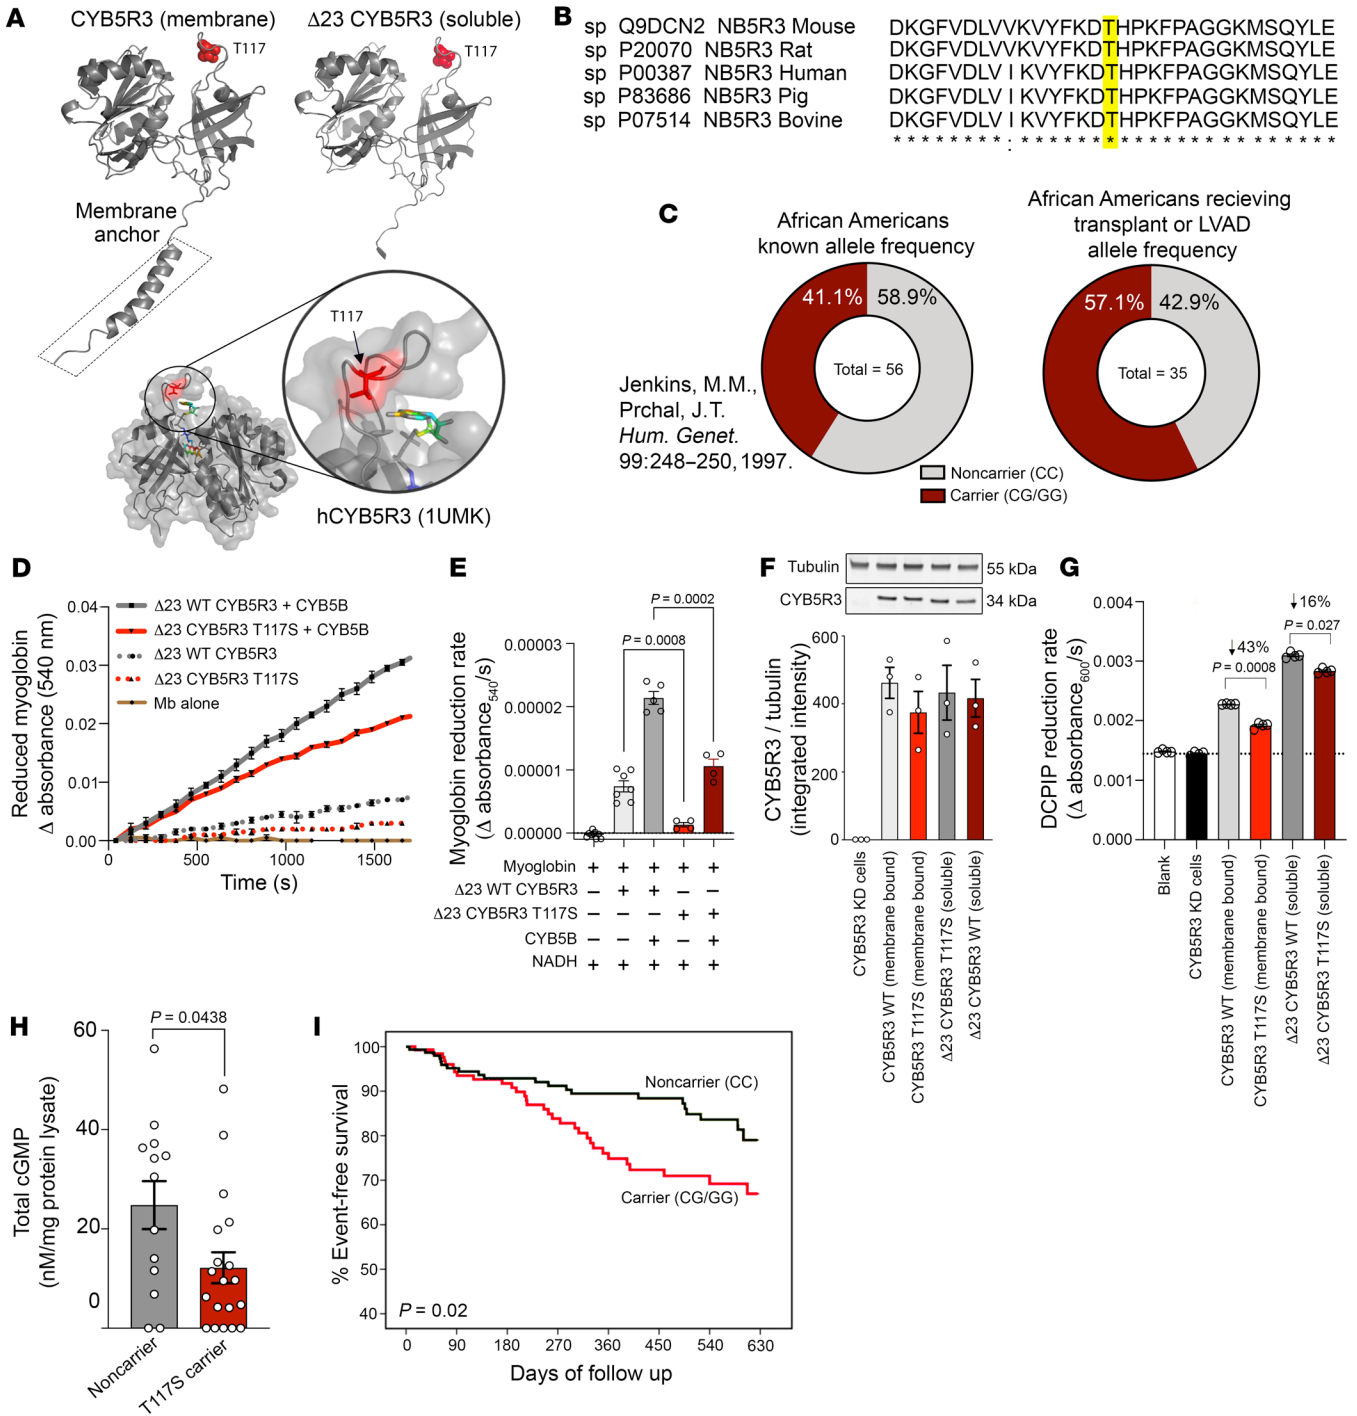 A
CYB5R3 (membrane)
Δ23 CYB5R3 (soluble)
T117
T117
Membrane
anchor
T117
hCYB5R3 (1UMK)
B
sp Q9DCN2 NB5R3 Mouse DKGFVDLVVKVYFKDTHPKFPAGGKMSQYLE
sp P20070 NB5R3 Rat DKGFVDLVVKVYFKDTHPKFPAGGKMSQYLE
sp P00387 NB5R3 Human DKGFVDLVIKVYFKDTHPKFPAGGKMSQYLE
sp P83686 NB5R3 Pig DKGFVDLVIKVYFKDTHPKFPAGGKMSQYLE
sp P07514 NB5R3 Bovine DKGFVDLVIKVYFKDTHPKFPAGGKMSQYLE
********:**********************
C
African Americans
known allele frequency
41.1% 58.9%
Total = 56
African Americans recieving
transplant or LVAD
allele frequency
57.1% 42.9%
Total = 35
Jenkins, M.M.,
Prchal, J.T.
Hum. Genet.
99:248–250, 1997.
Noncarrier (CC)
Carrier (CG/GG)
D
Reduced myoglobin
Δ absorbance (540 nm)
0.04
0.03
0.02
0.01
0.00
Δ23 WT CYB5R3 + CYB5B
Δ23 CYB5R3 T117S + CYB5B
Δ23 WT CYB5R3
Δ23 CYB5R3 T117S
Mb alone
0 500 1000 1500
Time (s)
E
Myoglobin reduction rate
(Δ absorbance540/s)
P = 0.0002
P = 0.0008
0.00003
0.00002
0.00001
0.00000
Myoglobin + + + + +
Δ23 WT CYB5R3 – + + – –
Δ23 CYB5R3 T117S – – – + +
CYB5B – – + – +
NADH + + + + +
F
Tubulin 55 kDa
CYB5R3 34 kDa
CYB5R3 / tubulin
(integrated intensity)
600
400
200
0
CYB5R3 KD cells
CYB5R3 WT (membrane bound)
CYB5R3 T117S (membrane bound)
Δ23 CYB5R3 T117S (soluble)
Δ23 CYB5R3 WT (soluble)
G
DCPIP reduction rate
(Δ absorbance600/s)
0.004
0.003
0.002
0.001
0.000
↓16%
P = 0.027
↓43%
P = 0.0008
Blank
CYB5R3 KD cells
CYB5R3 WT (membrane bound)
CYB5R3 T117S (membrane bound)
Δ23 CYB5R3 WT (soluble)
Δ23 CYB5R3 T117S (soluble)
H
Total cGMP
(nM/mg protein lysate)
P = 0.0438
60
40
20
0
Noncarrier
T117S carrier
I
% Event-free survival
100
90
80
70
60
50
40
Noncarrier (CC)
Carrier (CG/GG)
P = 0.02
0 90 180 270 360 450 540 630
Days of follow up